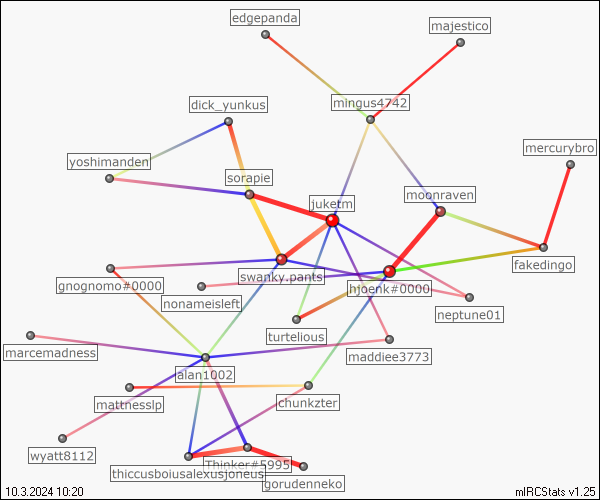 edgepanda
majestico
dick_yunkus
mingus4742
mercurybro
yoshimanden
sorapie
moonraven
juketm
fakedingo
swanky.pants
gnognomo#0000
hjoenk#0000
nonameisleft
neptune01
turtelious
marcemadness
maddiee3773
alan1002
mattnesslp
chunkzter
wyatt8112
Thinker#5995
thiccusboiusalexusjoneus
gorudenneko
10.3.2024 10:20
mIRCStats v1.25